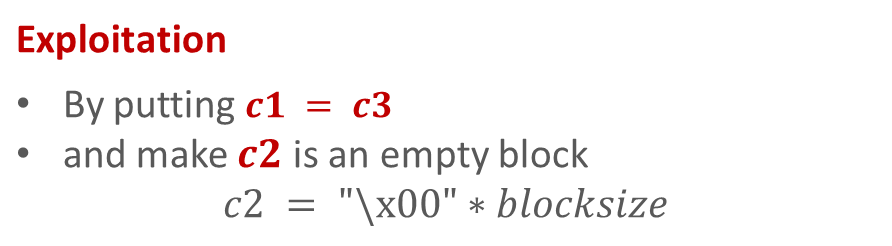 Exploitation
• By putting c1 = c3
• and make c2 is an empty block
c2 = "\x00" * blocksize